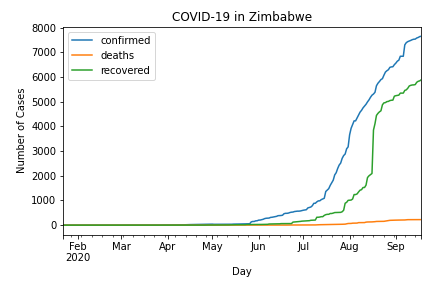 COVID-19 in Zimbabwe
confirmed
deaths
recovered
8000
7000
6000
5000
4000
3000
2000
1000
0
Number of Cases
Feb Mar Apr May Jun Jul Aug Sep
2020
Day